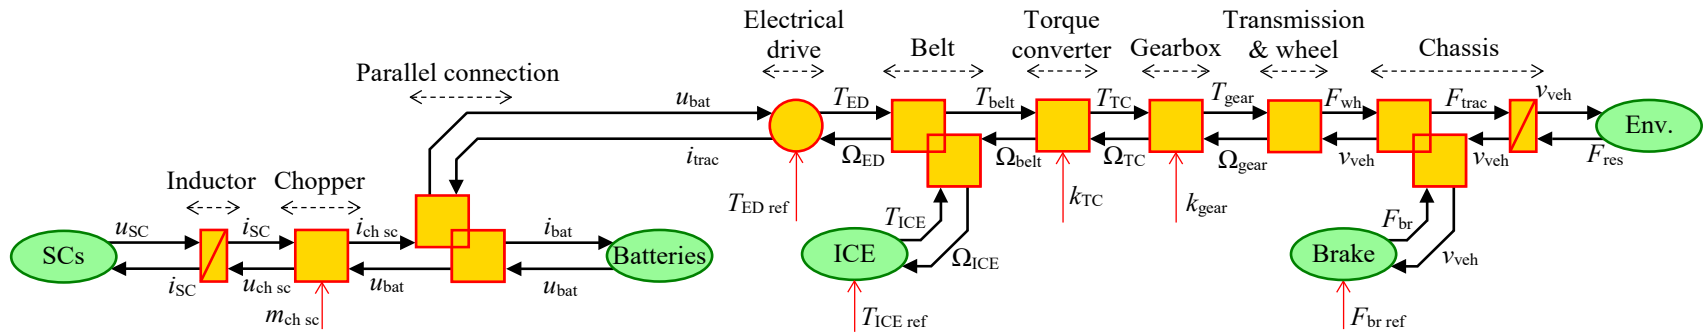 Electrical
drive
Belt
Torque
converter
Gearbox
Transmission
& wheel
Chassis
Parallel connection
u_bat
T_ED
T_belt
T_TC
T_gear
F_wh
F_trac
v_veh
Env.
i_trac
Ω_ED
Ω_belt
Ω_TC
Ω_gear
v_veh
v_veh
F_res
Inductor
Chopper
T_ED ref
k_TC
k_gear
T_ICE
F_br
u_SC
i_SC
i_ch sc
i_bat
SCs
Batteries
ICE
Ω_ICE
Brake
v_veh
i_SC
u_ch sc
u_bat
u_bat
m_ch sc
T_ICE ref
F_br ref